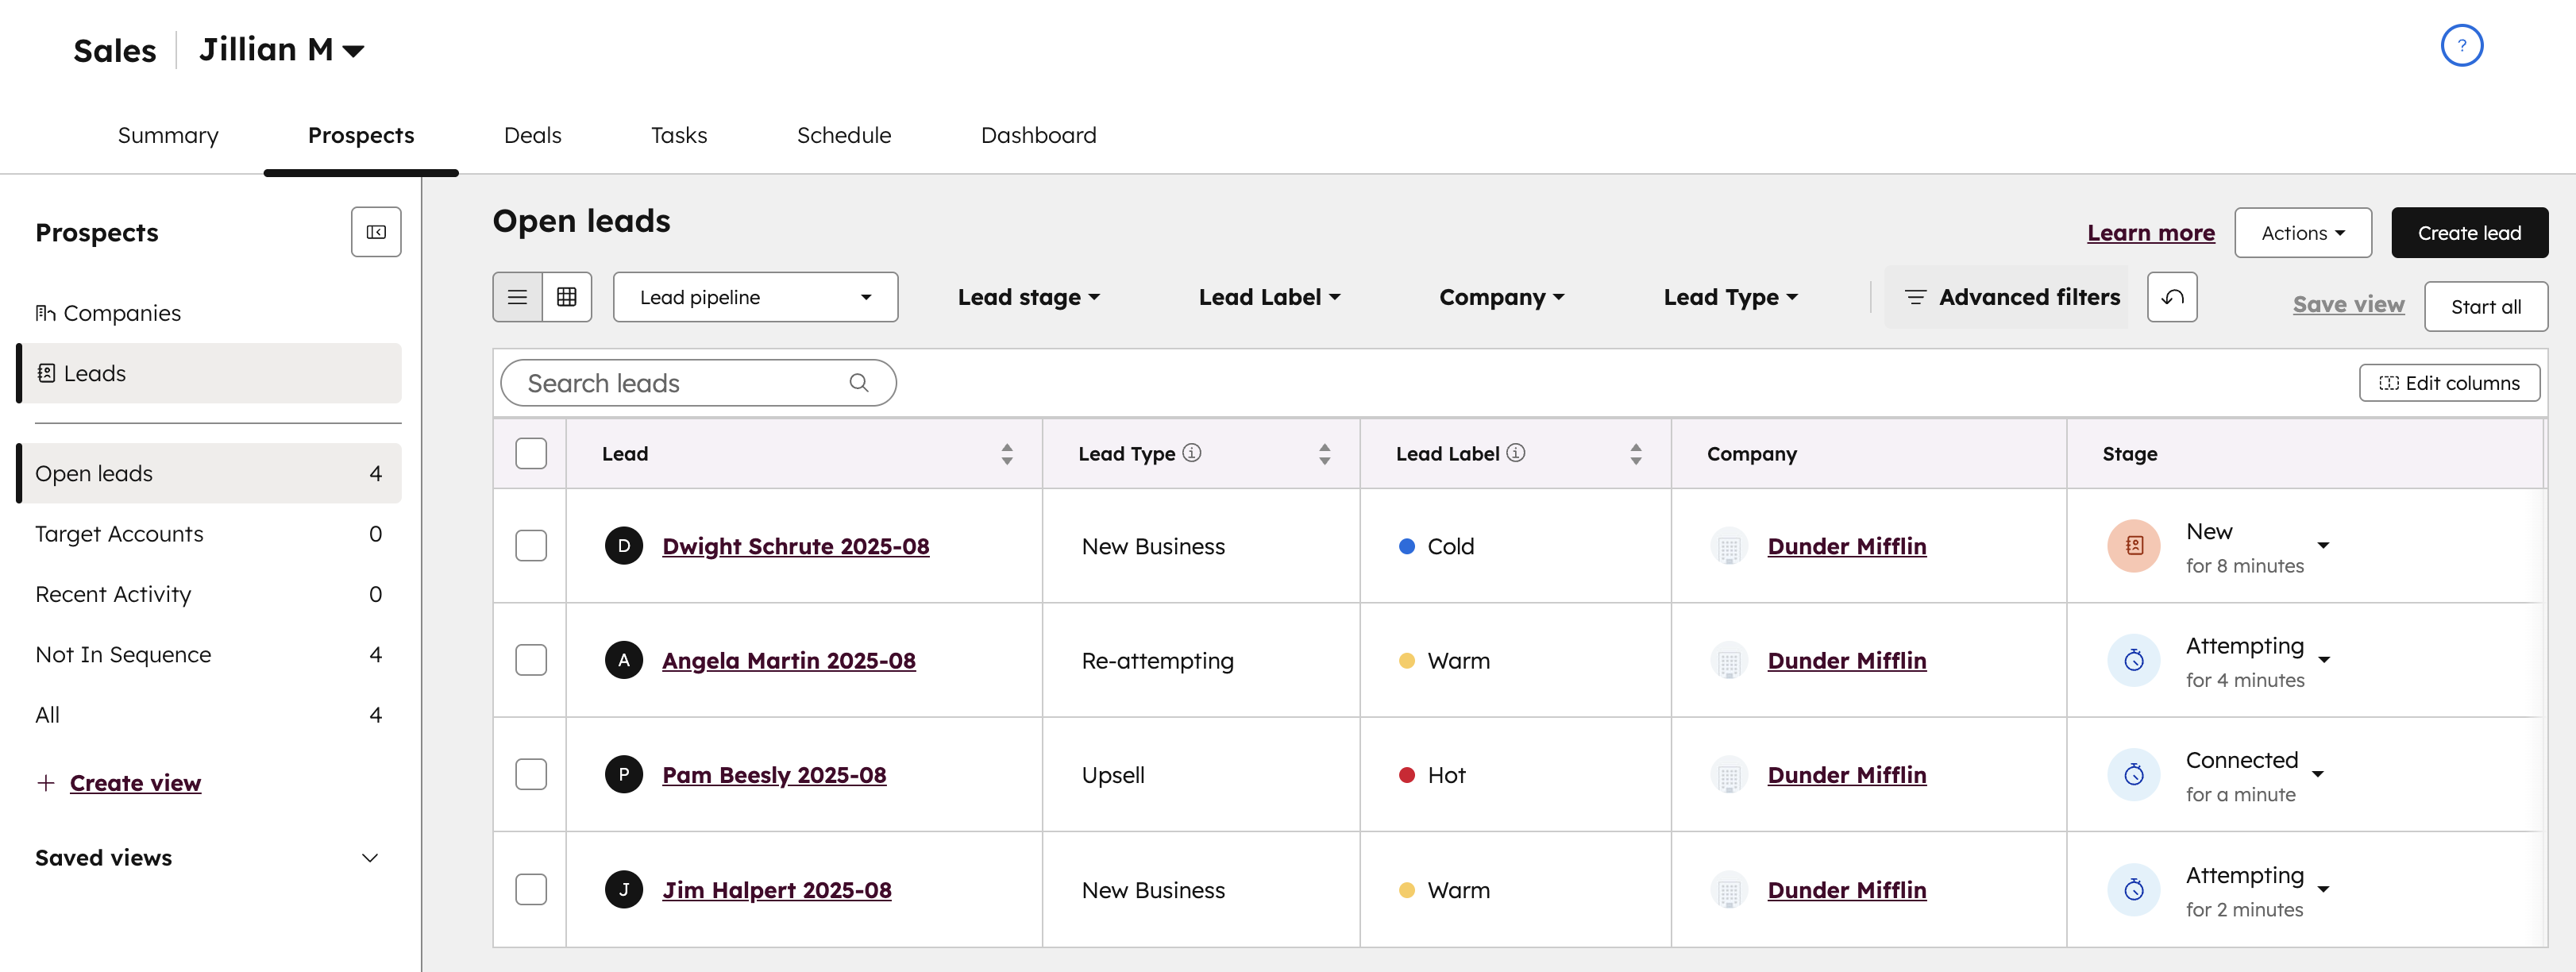 Sales Jillian M
?
Summary Prospects Deals Tasks Schedule Dashboard
Prospects
Companies
Leads
Open leads 4
Target Accounts 0
Recent Activity 0
Not In Sequence 4
All 4
+ Create view
Saved views
Open leads
Learn more Actions Create lead
Lead pipeline Lead stage Lead Label Company Lead Type Advanced filters Save view Start all
Search leads Edit columns
Lead Lead Type Lead Label Company Stage
D Dwight Schrute 2025-08 New Business Cold Dunder Mifflin New
for 8 minutes
A Angela Martin 2025-08 Re-attempting Warm Dunder Mifflin Attempting
for 4 minutes
P Pam Beesly 2025-08 Upsell Hot Dunder Mifflin Connected
for a minute
J Jim Halpert 2025-08 New Business Warm Dunder Mifflin Attempting
for 2 minutes